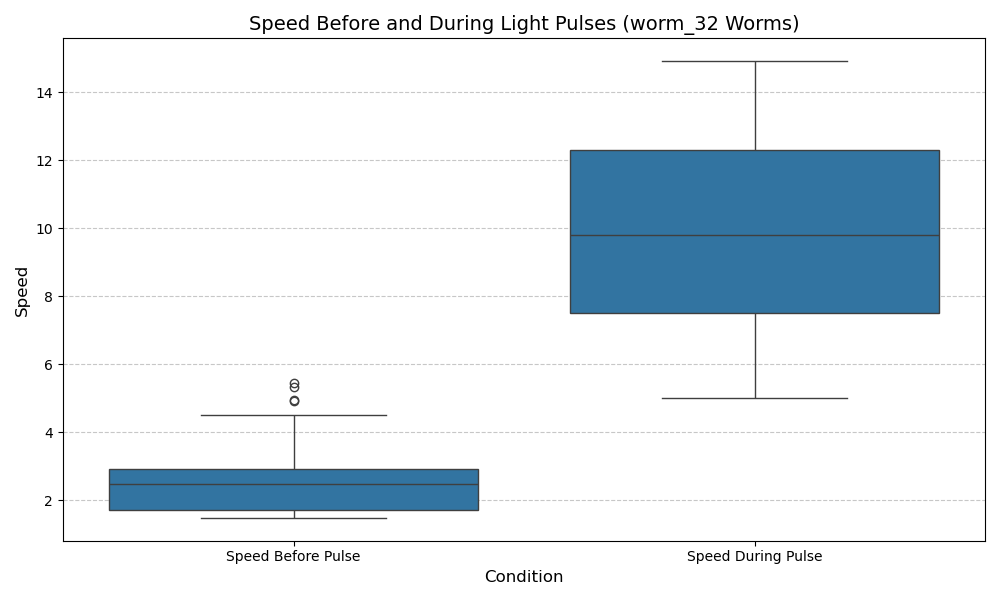 Speed Before and During Light Pulses (worm_32 Worms)
Speed
14
12
10
8
6
4
2
Speed Before Pulse
Speed During Pulse
Condition